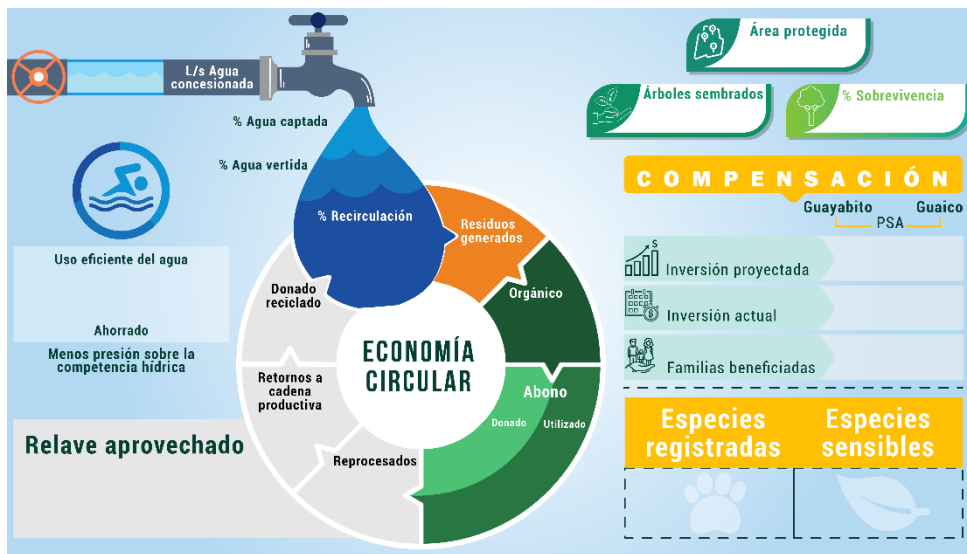 L/s Agua
concesionada
% Agua captada
% Agua vertida
% Recirculación
Uso eficiente del agua
Ahorrado
Menos presión sobre la
competencia hídrica
Relave aprovechado
Residuos
generados
Orgánico
Abono
Donado
Utilizado
Reprocesados
Retornos a
cadena
productiva
Donado
reciclado
ECONOMÍA
CIRCULAR
Área protegida
Árboles sembrados
% Sobrevivencia
COMPENSACIÓN
Guayabito
Guaico
PSA
Inversión proyectada
Inversión actual
Familias beneficiadas
Especies
registradas
Especies
sensibles